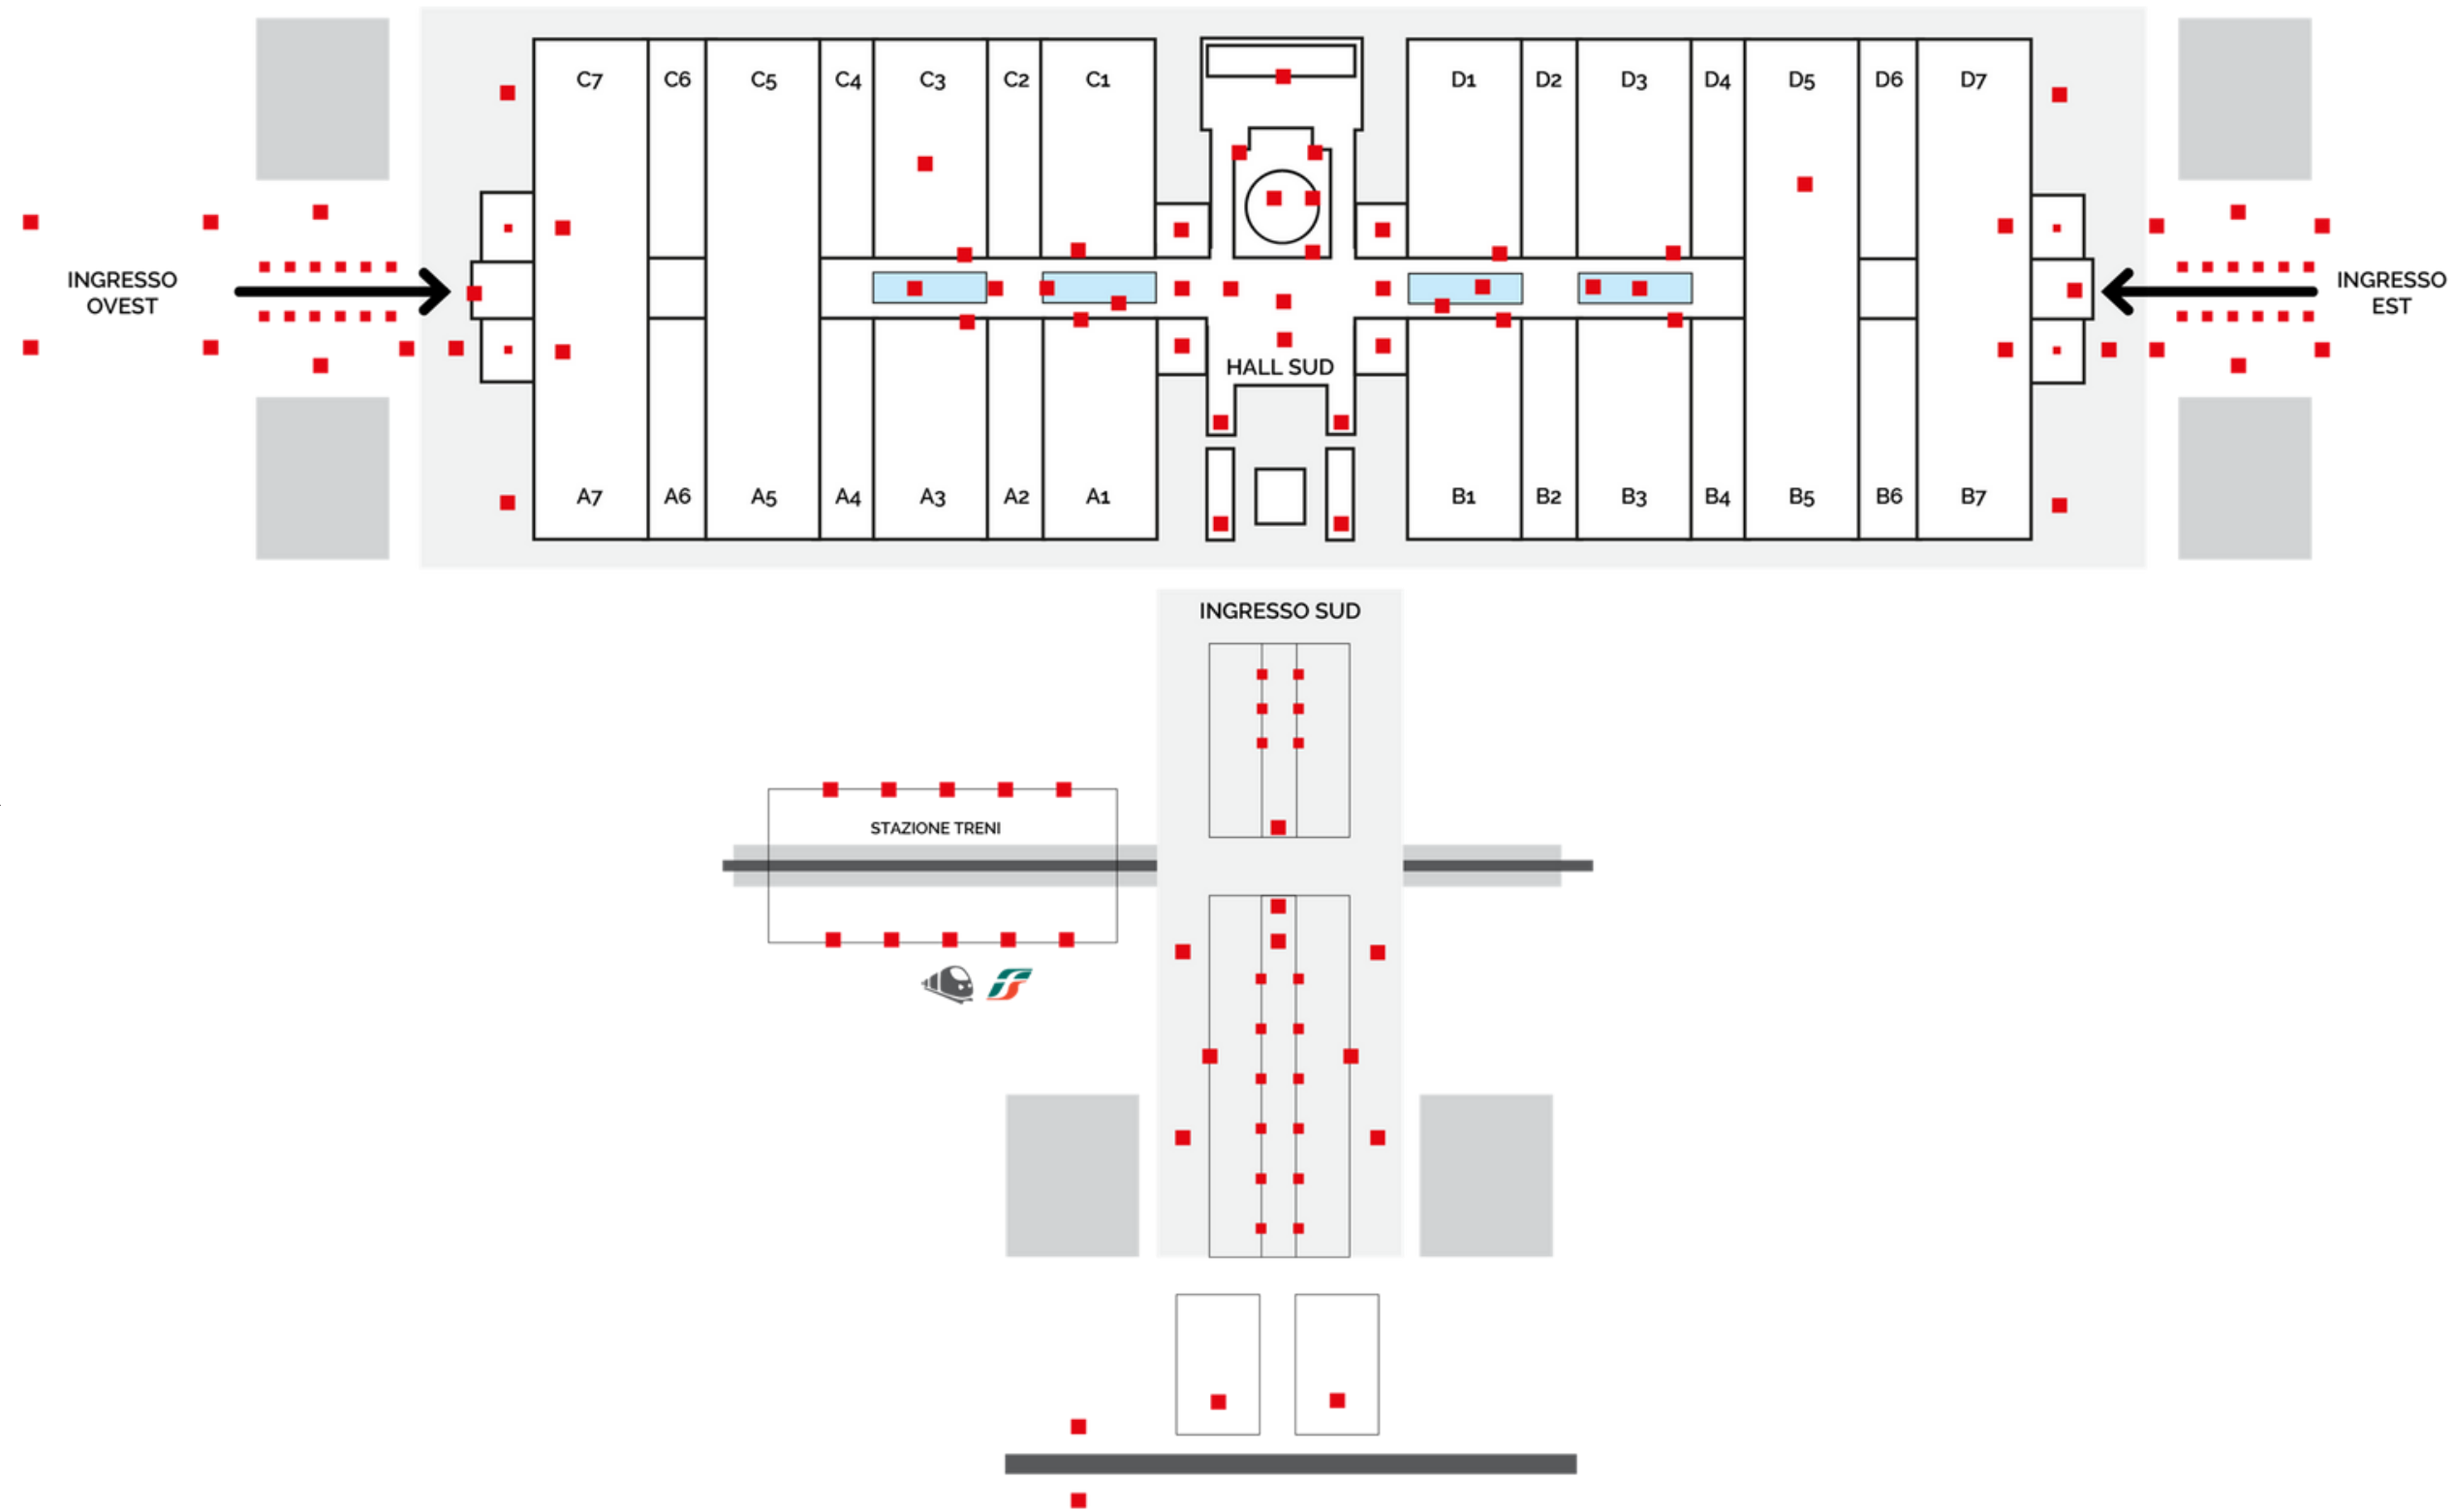 C7 C6 C5 C4 C3 C2 C1 D1 D2 D3 D4 D5 D6 D7
INGRESSO
OVEST
INGRESSO
EST
HALL SUD
A7 A6 A5 A4 A3 A2 A1 B1 B2 B3 B4 B5 B6 B7
INGRESSO SUD
STAZIONE TRENI